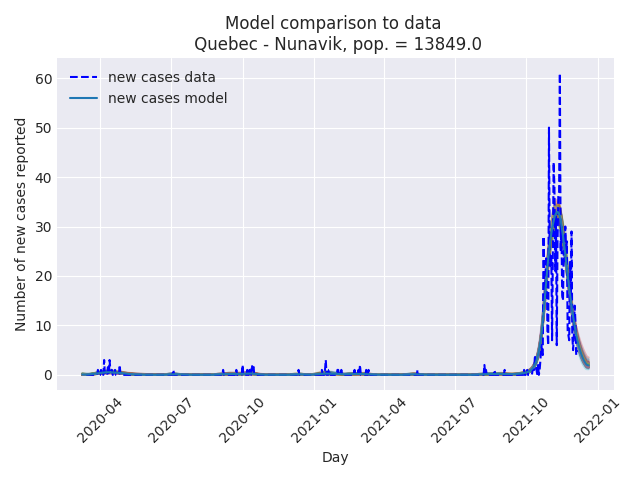 Model comparison to data
Quebec - Nunavik, pop. = 13849.0
new cases data
new cases model
Number of new cases reported
60
50
40
30
20
10
0
2020-04
2020-07
2020-10
2021-01
2021-04
2021-07
2021-10
2022-01
Day